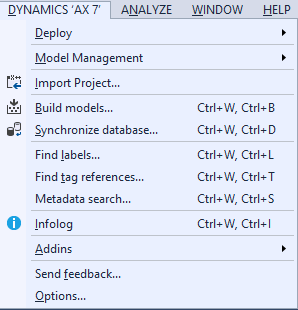 DYNAMICS 'AX 7' ANALYZE WINDOW HELP
Deploy
Model Management
Import Project...
Build models... Ctrl+W, Ctrl+B
Synchronize database... Ctrl+W, Ctrl+D
Find labels... Ctrl+W, Ctrl+L
Find tag references... Ctrl+W, Ctrl+T
Metadata search... Ctrl+W, Ctrl+S
Infolog Ctrl+W, Ctrl+I
Addins
Send feedback...
Options...